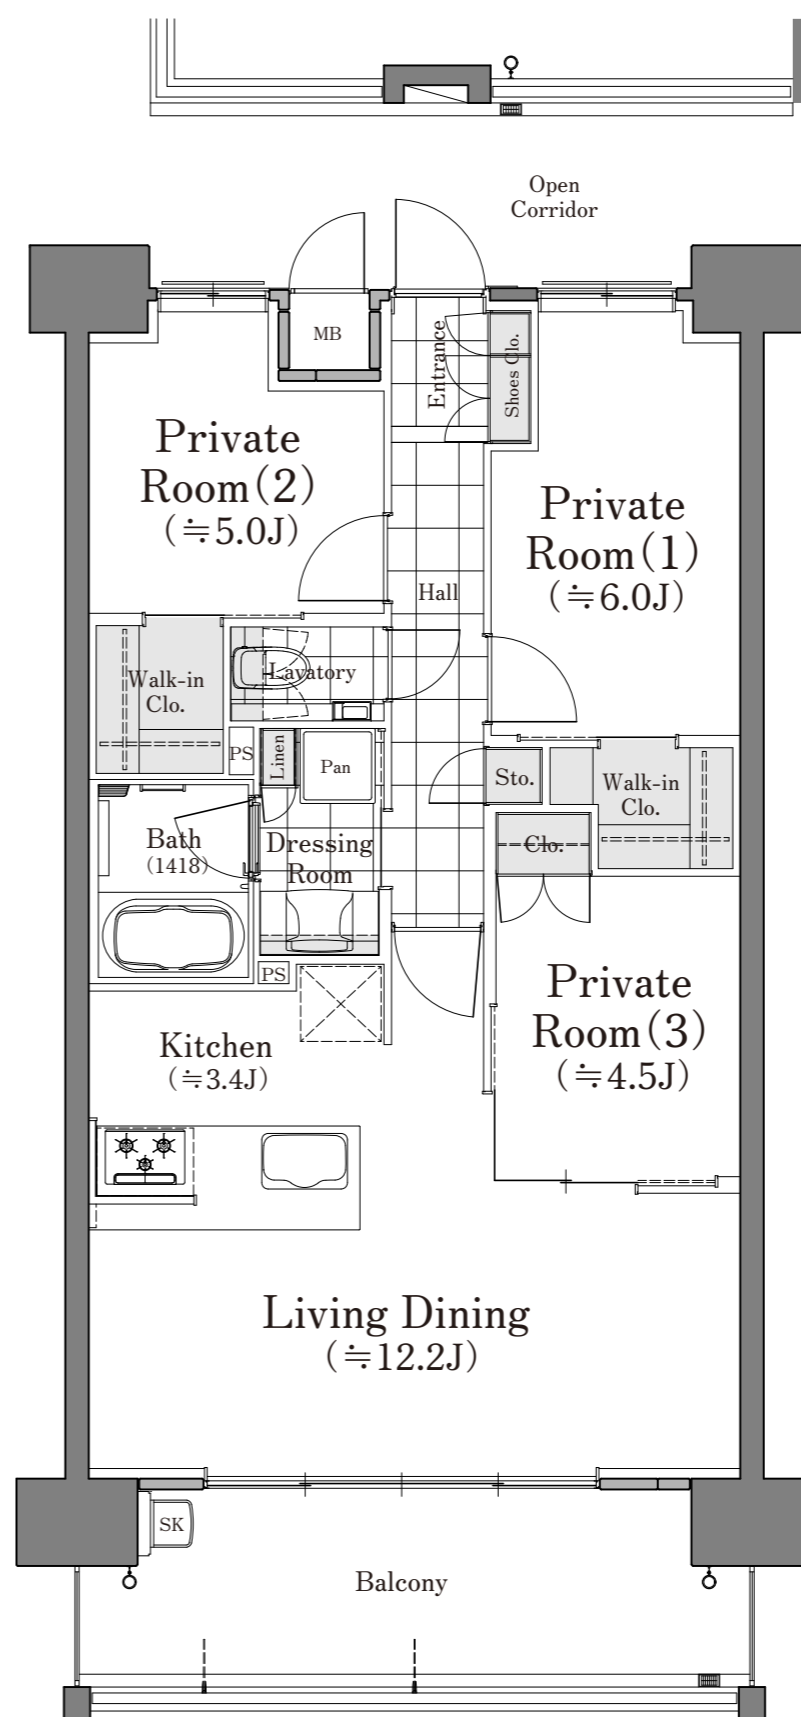 Open
Corridor
MB
Entrance
Shoes Clo.
Private
Room(2)
(≒5.0J)
Private
Room(1)
(≒6.0J)
Hall
Walk-in
Clo.
Lavatory
PS
Linen
Pan
Sto.
Walk-in
Clo.
Bath
(1418)
Dressing
Room
Clo.
PS
Private
Room(3)
(≒4.5J)
Kitchen
(≒3.4J)
Living Dining
(≒12.2J)
SK
Balcony